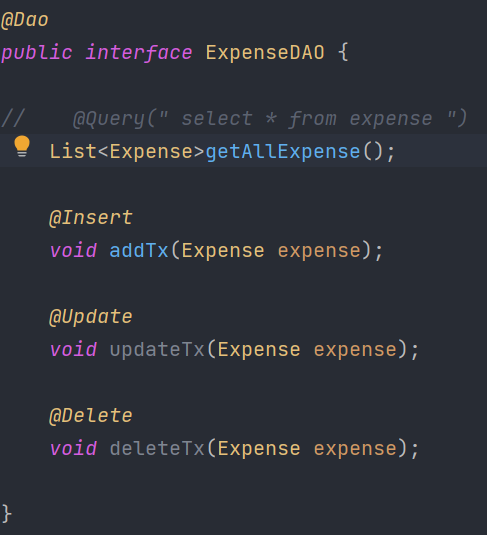 @Dao
public interface ExpenseDAO {
//    @Query(" select * from expense ")
List<Expense>getAllExpense();
@Insert
void addTx(Expense expense);
@Update
void updateTx(Expense expense);
@Delete
void deleteTx(Expense expense);
}